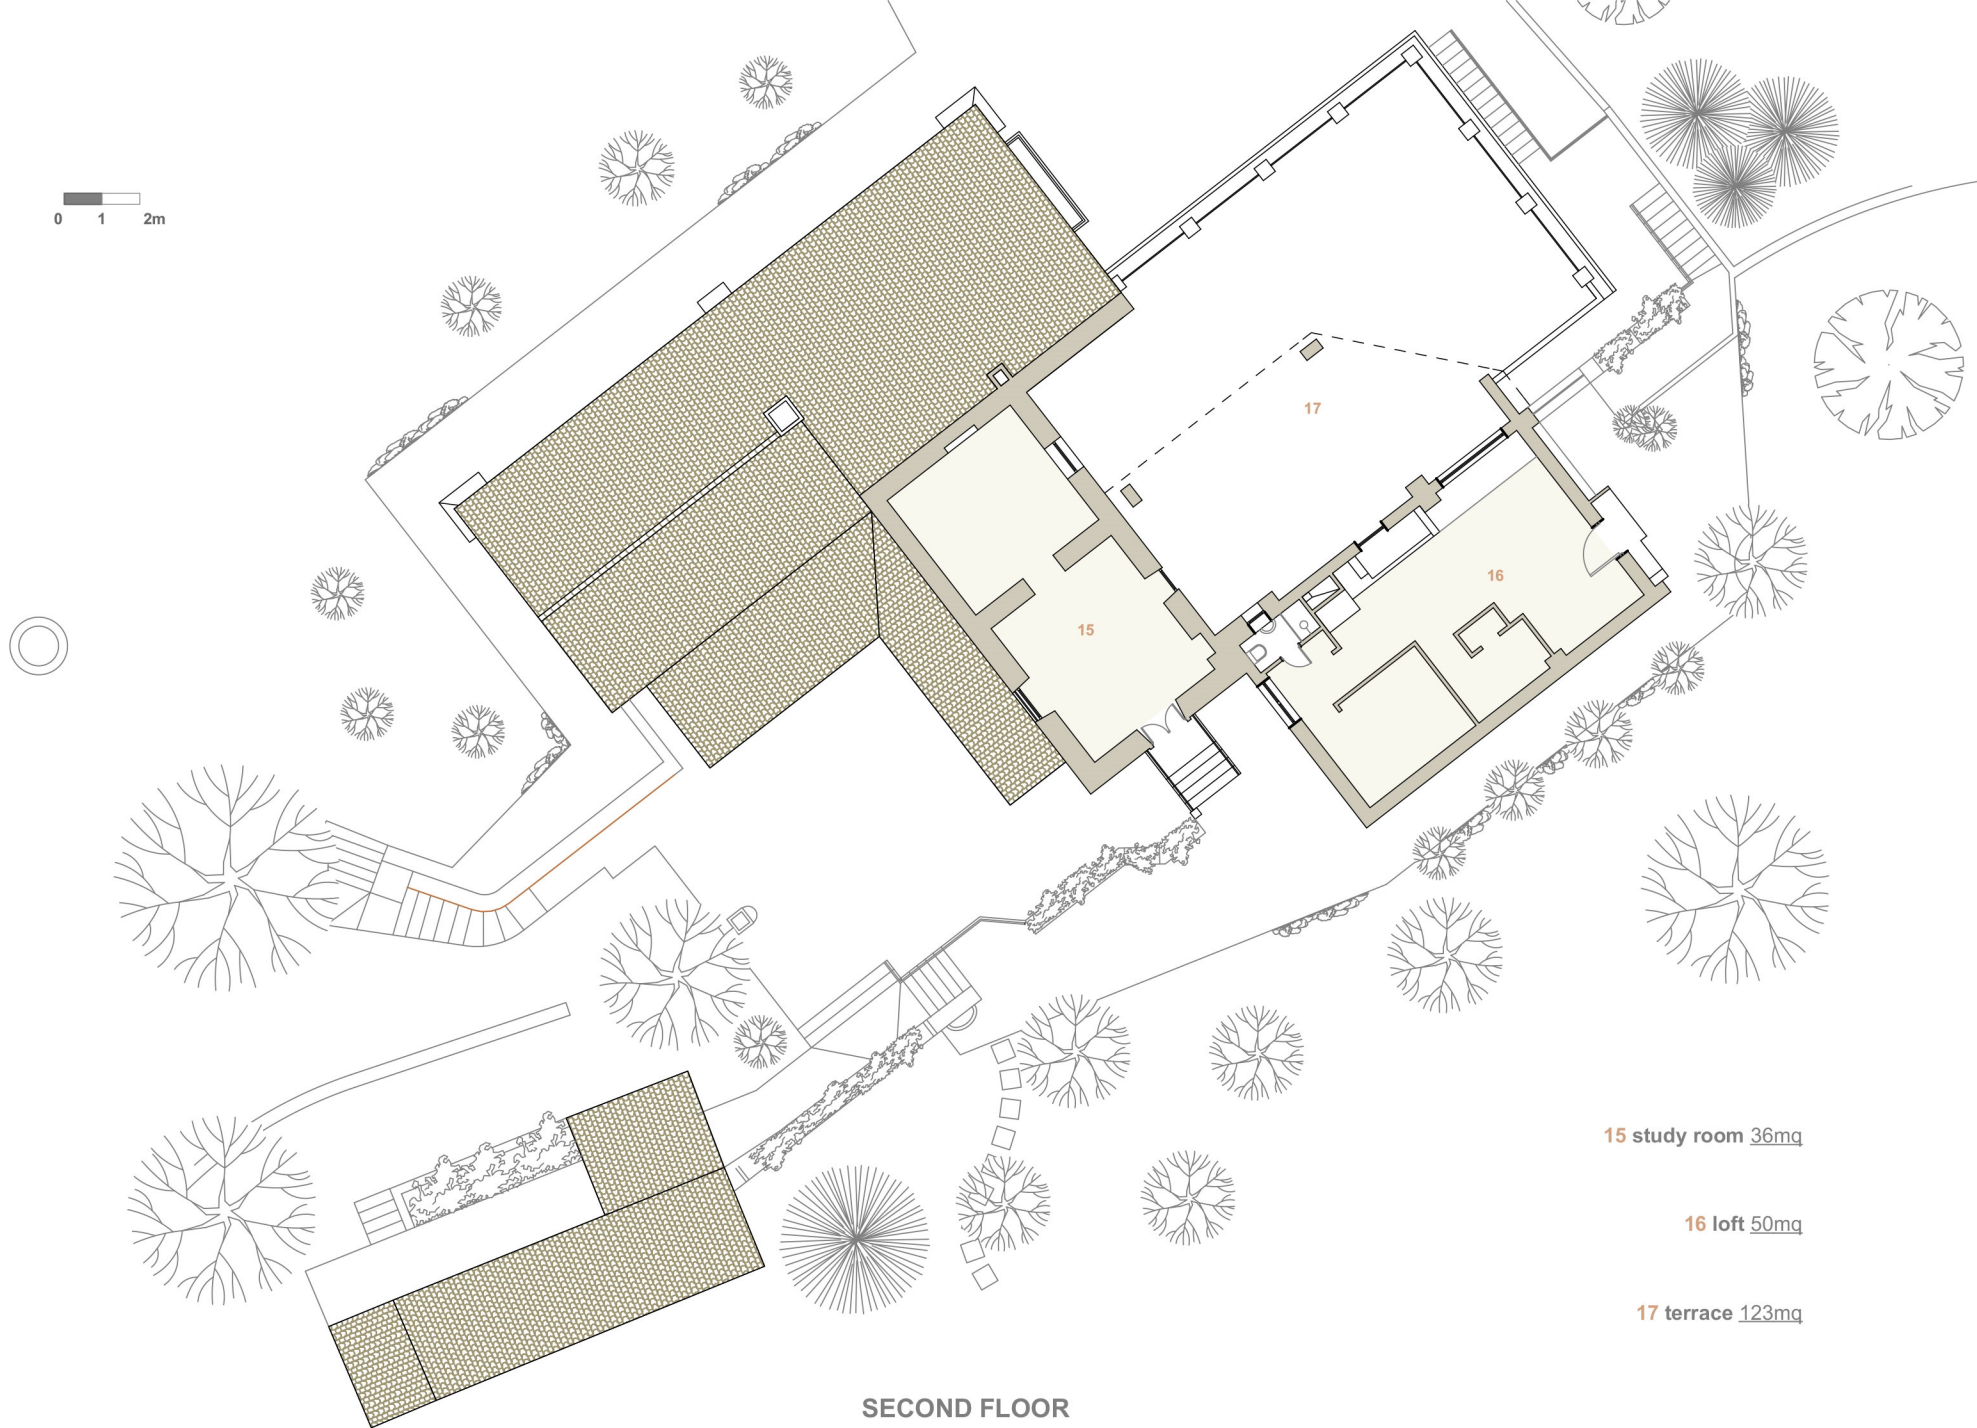 0 1 2m
17
16
15
15 study room 36mq
16 loft 50mq
17 terrace 123mq
SECOND FLOOR